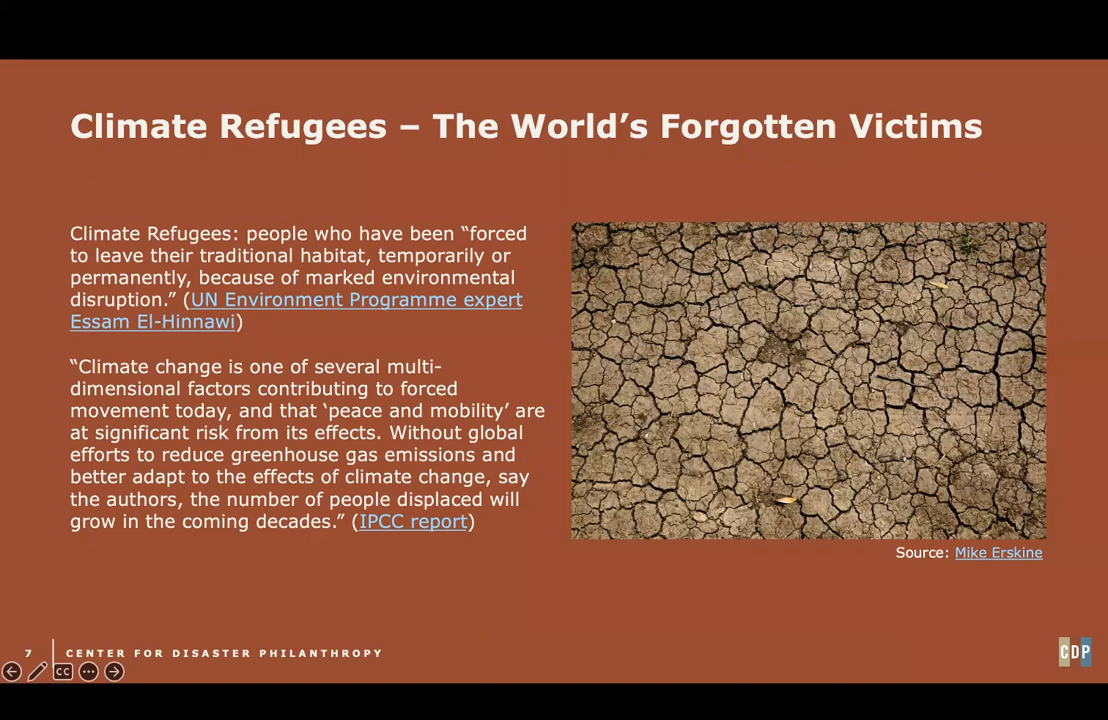 Climate Refugees – The World’s Forgotten Victims
Climate Refugees: people who have been “forced
to leave their traditional habitat, temporarily or
permanently, because of marked environmental
disruption.” (UN Environment Programme expert
Essam El-Hinnawi)
“Climate change is one of several multi-
dimensional factors contributing to forced
movement today, and that ‘peace and mobility’ are
at significant risk from its effects. Without global
efforts to reduce greenhouse gas emissions and
better adapt to the effects of climate change, say
the authors, the number of people displaced will
grow in the coming decades.” (IPCC report)
Source: Mike Erskine
7 CENTER FOR DISASTER PHILANTHROPY
CDP
CC